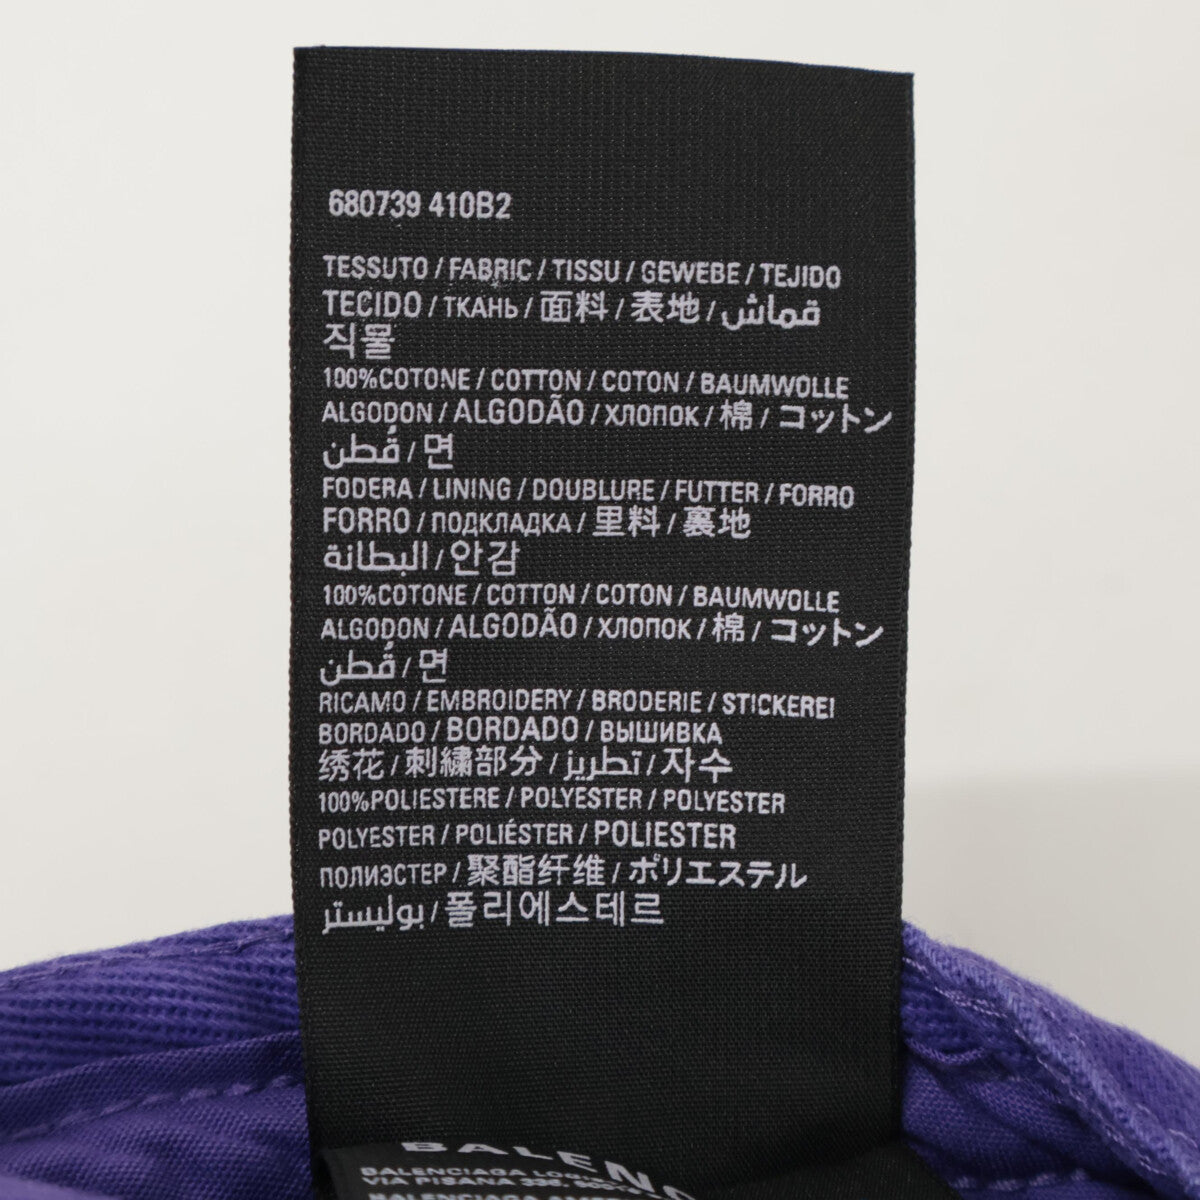 680739 410B2
TESSUTO / FABRIC / TISSU / GEWEBE / TEJIDO
TECIDO / ТКАНЬ / 面料 / 表地 / قماش
직물
100%COTONE / COTTON / COTON / BAUMWOLLE
ALGODON / ALGODÃO / ХЛОПОК / 棉 / コットン
قُطن / 면
FODERA / LINING / DOUBLURE / FUTTER / FORRO
FORRO / ПОДКЛАДКА / 里料 / 裏地
البطانة / 안감
100%COTONE / COTTON / COTON / BAUMWOLLE
ALGODON / ALGODÃO / ХЛОПОК / 棉 / コットン
قُطن / 면
RICAMO / EMBROIDERY / BRODERIE / STICKEREI
BORDADO / BORDADO / ВЫШИВКА
绣花 / 刺繍部分 / تطريز / 자수
100%POLIESTERE / POLYESTER / POLYESTER
POLYESTER / POLIÉSTER / POLIESTER
ПОЛИЭСТЕР / 聚酯纤维 / ポリエステル
بوليستر / 폴리에스테르
BALENC
BALENCIAGA
VIA PISANA
BALENCIAGA